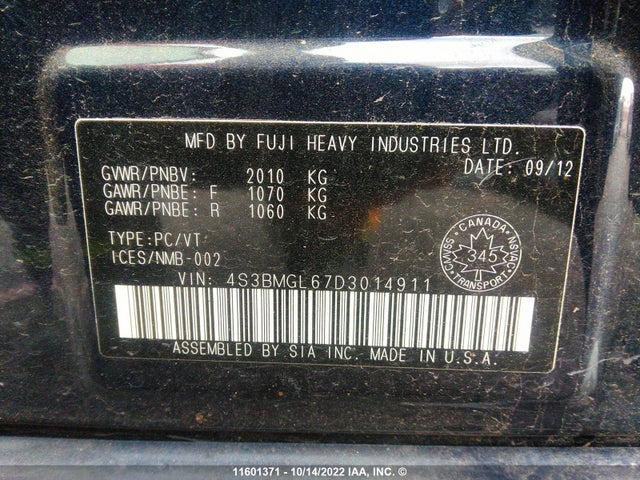 MFD BY FUJI HEAVY INDUSTRIES LTD.
DATE: 09/12
GVWR/PNBV: 2010 KG
GAWR/PNBE: F 1070 KG
GAWR/PNBE: R 1060 KG
TYPE:PC/VT
ICES/NMB-002
CANADA
345
TRANSPORT
VIN: 4S3BMGL67D3014911
ASSEMBLED BY SIA INC. MADE IN U.S.A.
11601371 - 10/14/2022 IAA, INC. ©